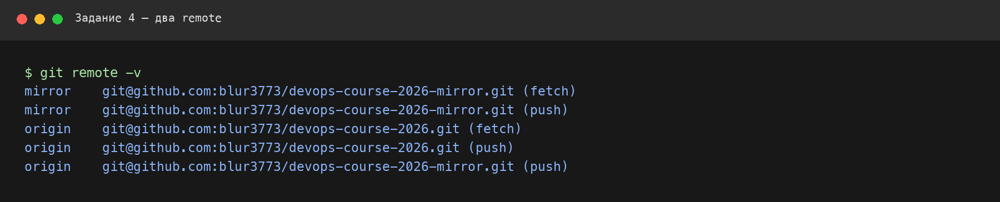 Задание 4 — два remote
$ git remote -v
mirror    git@github.com:blur3773/devops-course-2026-mirror.git (fetch)
mirror    git@github.com:blur3773/devops-course-2026-mirror.git (push)
origin    git@github.com:blur3773/devops-course-2026.git (fetch)
origin    git@github.com:blur3773/devops-course-2026.git (push)
origin    git@github.com:blur3773/devops-course-2026-mirror.git (push)